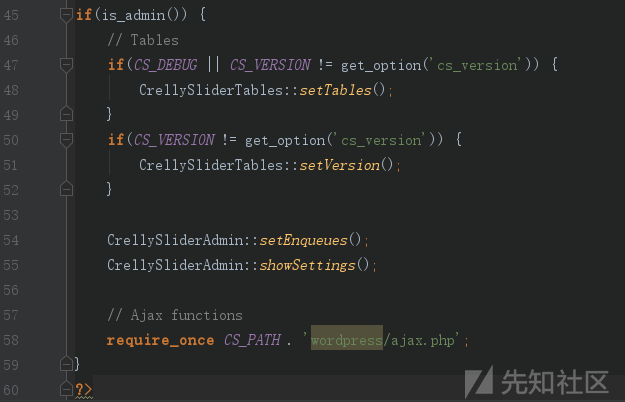 45 if(is_admin()) {
46 // Tables
47 if(CS_DEBUG || CS_VERSION != get_option('cs_version')) {
48 CrellySliderTables::setTables();
49 }
50 if(CS_VERSION != get_option('cs_version')) {
51 CrellySliderTables::setVersion();
52 }
53
54 CrellySliderAdmin::setEnqueues();
55 CrellySliderAdmin::showSettings();
56
57 // Ajax functions
58 require_once CS_PATH . 'wordpress/ajax.php';
59 }
60 ?>
先知社区